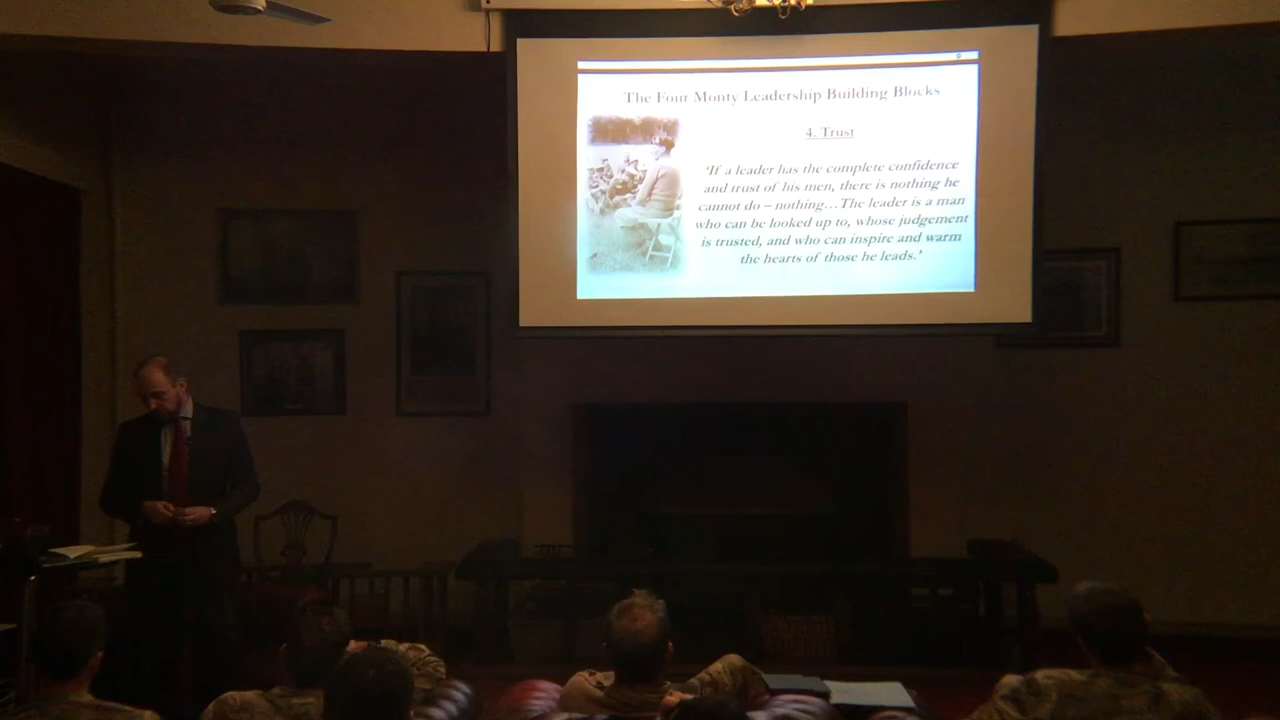 The Four Monty Leadership Building Blocks
4. Trust
‘If a leader has the complete confidence
and trust of his men, there is nothing he
cannot do – nothing…The leader is a man
who can be looked up to, whose judgement
is trusted, and who can inspire and warm
the hearts of those he leads.’